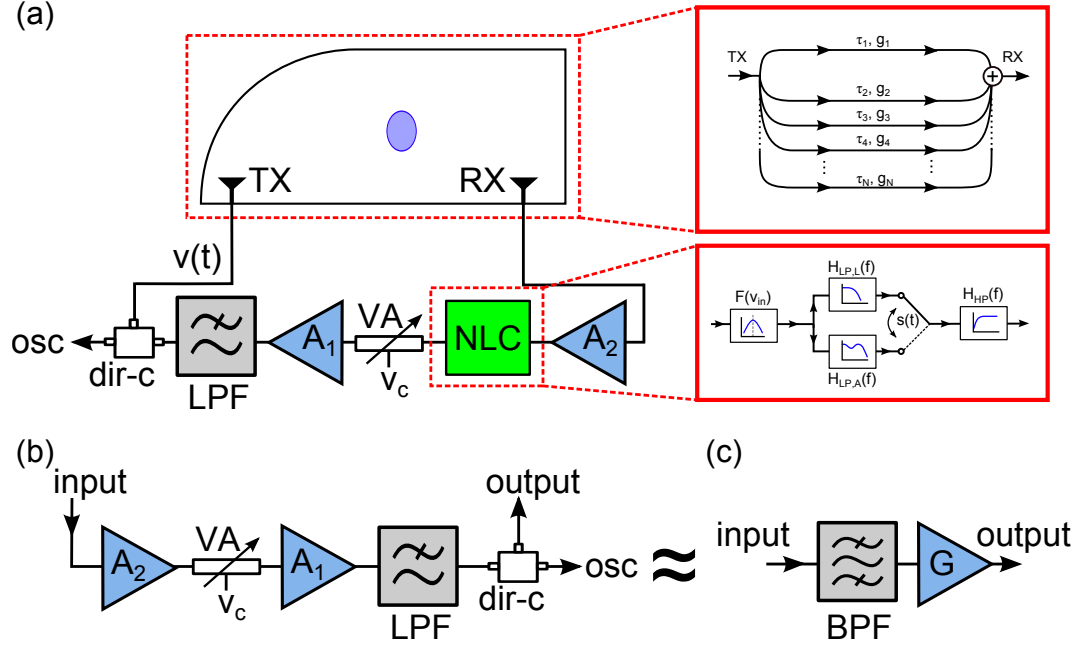 (a)
TX
RX
v(t)
osc
dir-c
LPF
A1
VA
vc
NLC
A2
TX
τ1, g1
RX
+
τ2, g2
τ3, g3
τ4, g4
τN, gN
F(vin)
HLP,L(f)
s(t)
HHP(f)
HLP,A(f)
(b)
input
A2
VA
vc
A1
LPF
output
dir-c
osc
≈
(c)
input
BPF
G
output